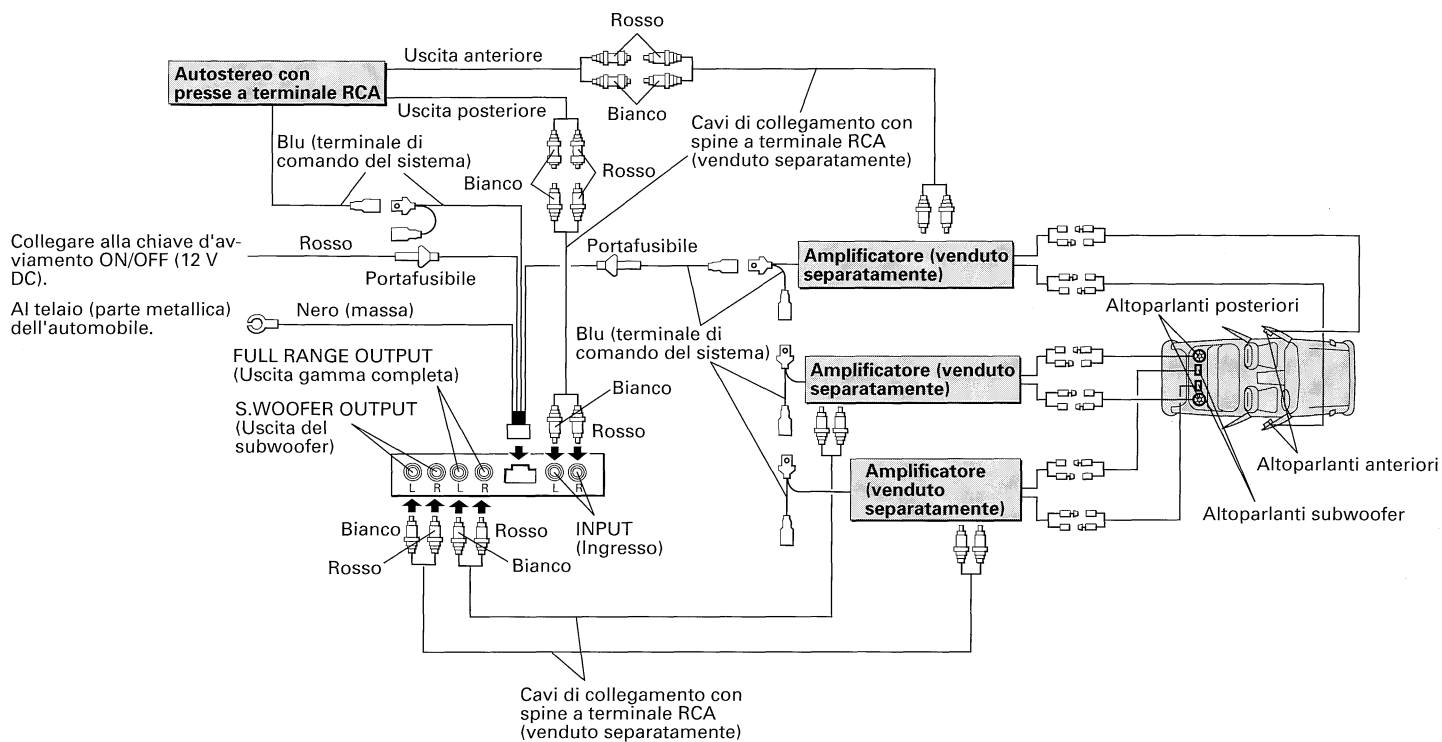 Rosso
Uscita anteriore
Autostereo con
presse a terminale RCA
Uscita posteriore
Bianco
Cavi di collegamento con
spine a terminale RCA
(venduto separatamente)
Blu (terminale di
comando del sistema)
Bianco
Rosso
Collegare alla chiave d'av-
viamento ON/OFF (12 V
DC).
Rosso
Portafusibile
Portafusibile
Amplificatore (venduto
separatamente)
Al telaio (parte metallica)
dell'automobile.
Nero (massa)
Altoparlanti posteriori
Blu (terminale di
comando del sistema)
FULL RANGE OUTPUT
(Uscita gamma completa)
Amplificatore (venduto
separatamente)
Bianco
S.WOOFER OUTPUT
(Uscita del
subwoofer)
Rosso
Altoparlanti anteriori
Amplificatore
(venduto
separatamente)
L R L R L R
Altoparlanti subwoofer
Bianco
Rosso
INPUT
(Ingresso)
Rosso
Bianco
Cavi di collegamento con
spine a terminale RCA
(venduto separatamente)